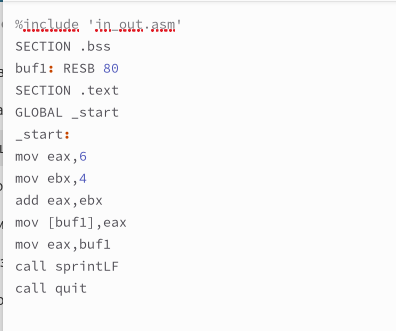 %include 'in_out.asm'
SECTION .bss
buf1: RESB 80
SECTION .text
GLOBAL _start
_start:
mov eax,6
mov ebx,4
add eax,ebx
mov [buf1],eax
mov eax,buf1
call sprintLF
call quit